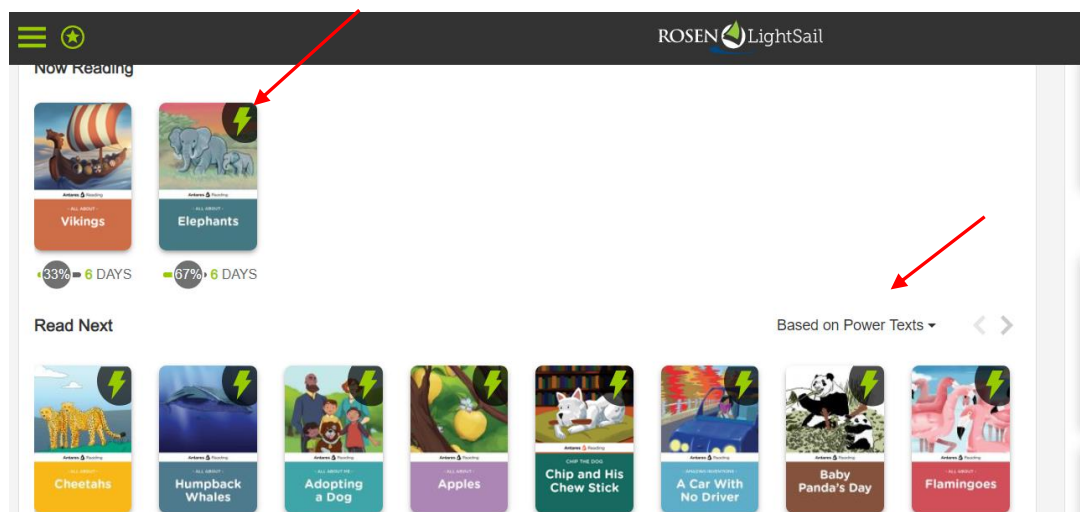 ROSEN LightSail
Now Reading
Antares Reading
Antares Reading
- ALL ABOUT -
- ALL ABOUT -
Vikings
Elephants
33% 6 DAYS
67% 6 DAYS
Read Next
Based on Power Texts
Antares Reading
Antares Reading
Antares Reading
Antares Reading
Antares Reading
Antares Reading
Antares Reading
Antares Reading
- ALL ABOUT -
Cheetahs
- ALL ABOUT -
Humpback
Whales
- ALL ABOUT ME -
Adopting
a Dog
- ALL ABOUT -
Apples
CHIP THE DOG
Chip and His
Chew Stick
- AMAZING INVENTIONS -
A Car With
No Driver
Baby
Panda's Day
- ALL ABOUT -
Flamingoes